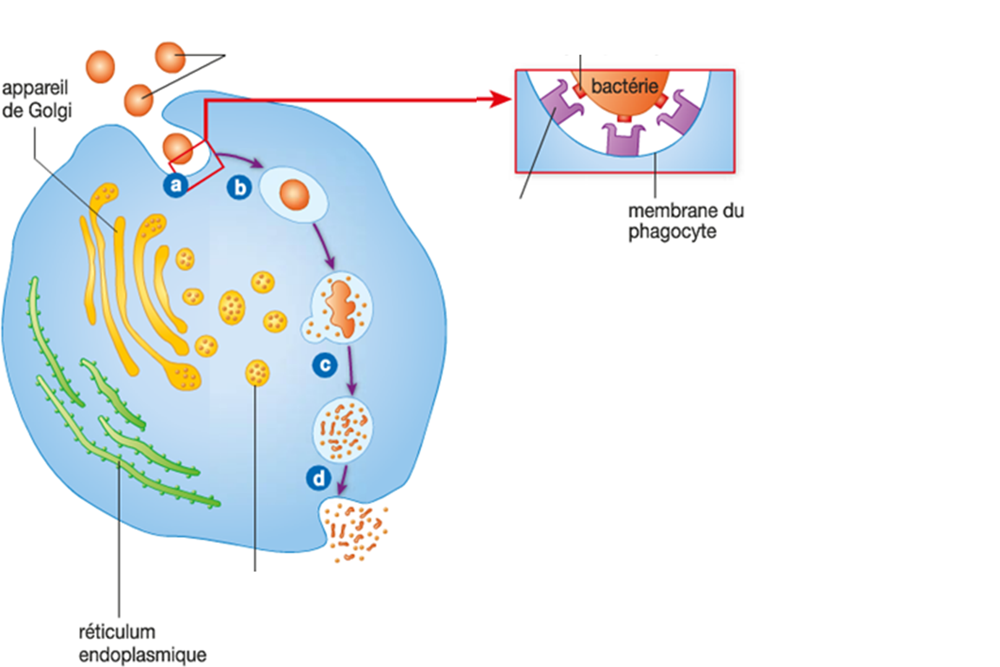 appareil
de Golgi
bactérie
a
b
membrane du
phagocyte
c
d
réticulum
endoplasmique